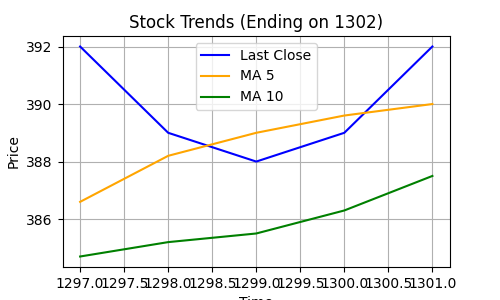 Stock Trends (Ending on 1302)
Last Close
MA 5
MA 10
Price
392
390
388
386
1297.0 1297.5 1298.0 1298.5 1299.0 1299.5 1300.0 1300.5 1301.0
Time